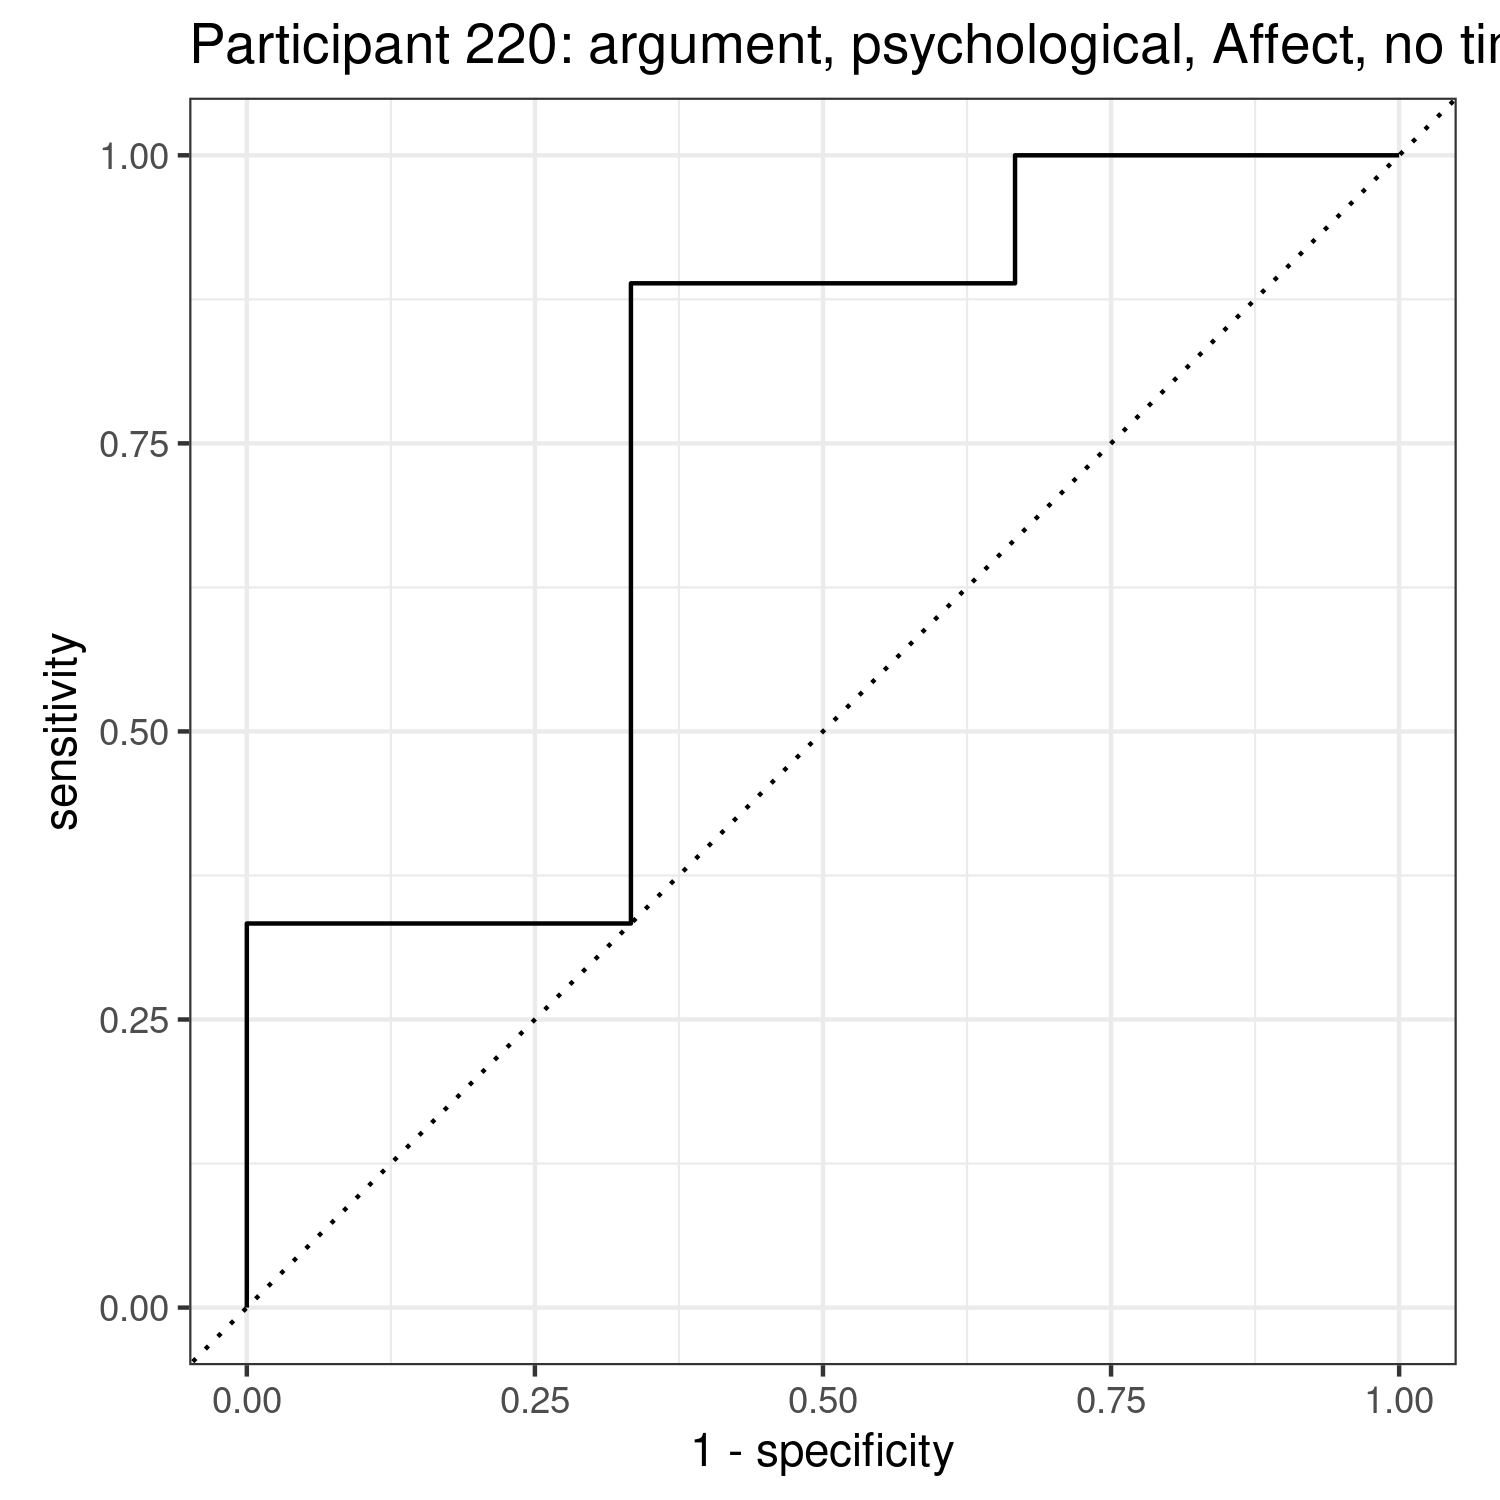 Participant 220: argument, psychological, Affect, no
1.00
0.75
0.50
0.25
0.00
sensitivity
0.00 0.25 0.50 0.75 1.00
1 - specificity